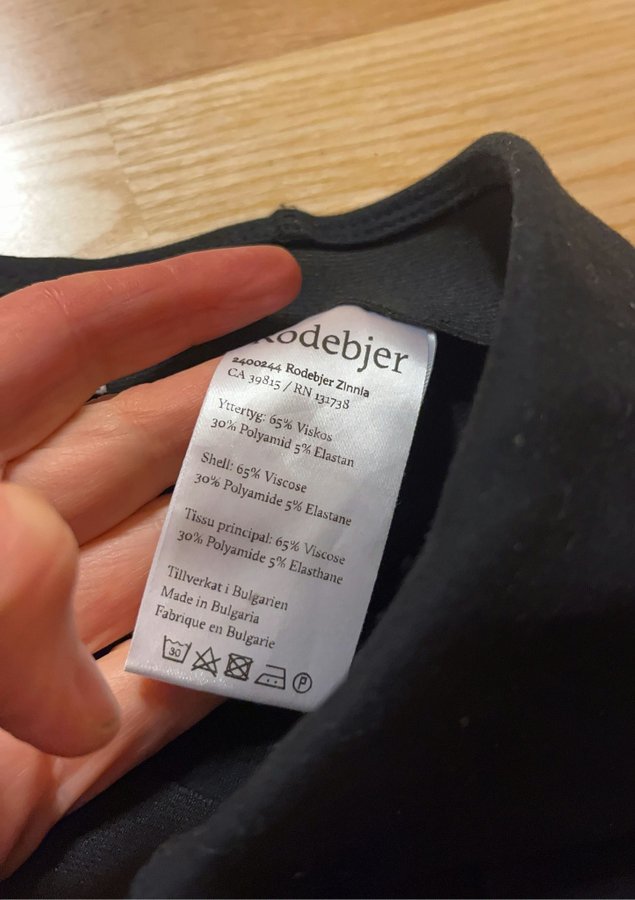 Rodebjer
2400244 Rodebjer Zinnia
CA 39815 / RN 131738
Yttertyg: 65% Viskos
30% Polyamid 5% Elastan
Shell: 65% Viscose
30% Polyamide 5% Elastane
Tissu principal: 65% Viscose
30% Polyamide 5% Elasthane
Tillverkat i Bulgarien
Made in Bulgaria
Fabrique en Bulgarie
30 P